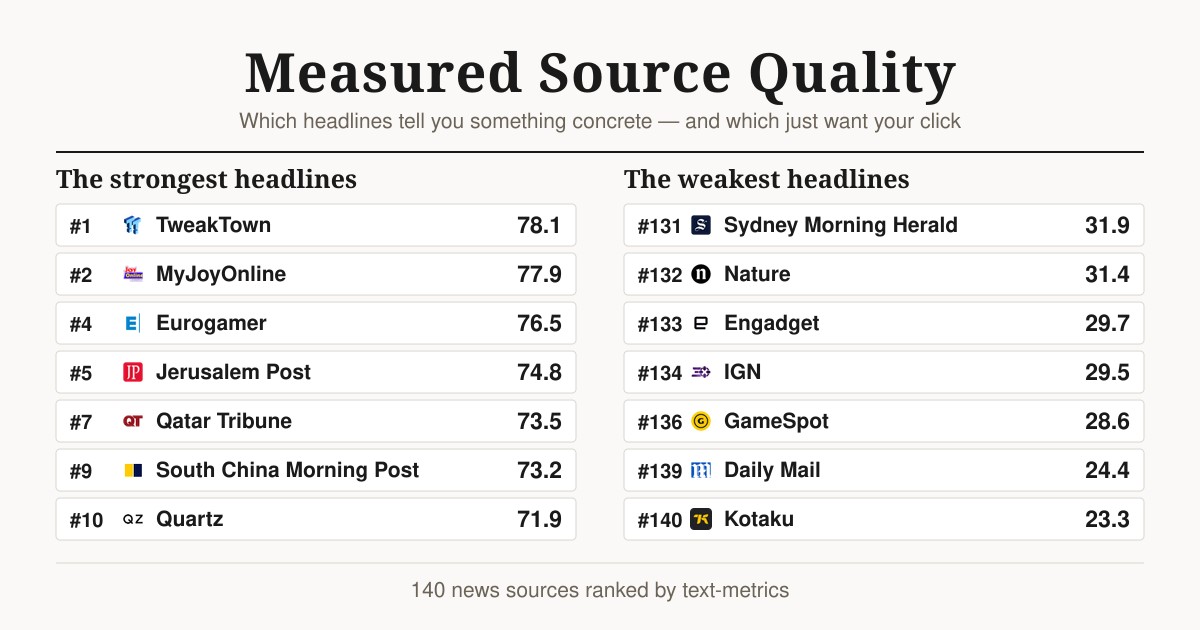 Measured Source Quality
Which headlines tell you something concrete — and which just want your click
The strongest headlines
#1 TweakTown 78.1
#2 MyJoyOnline 77.9
#4 Eurogamer 76.5
#5 JP Jerusalem Post 74.8
#7 QT Qatar Tribune 73.5
#9 South China Morning Post 73.2
#10 QZ Quartz 71.9
The weakest headlines
#131 S Sydney Morning Herald 31.9
#132 n Nature 31.4
#133 e Engadget 29.7
#134 IGN 29.5
#136 G GameSpot 28.6
#139 m Daily Mail 24.4
#140 K Kotaku 23.3
140 news sources ranked by text-metrics